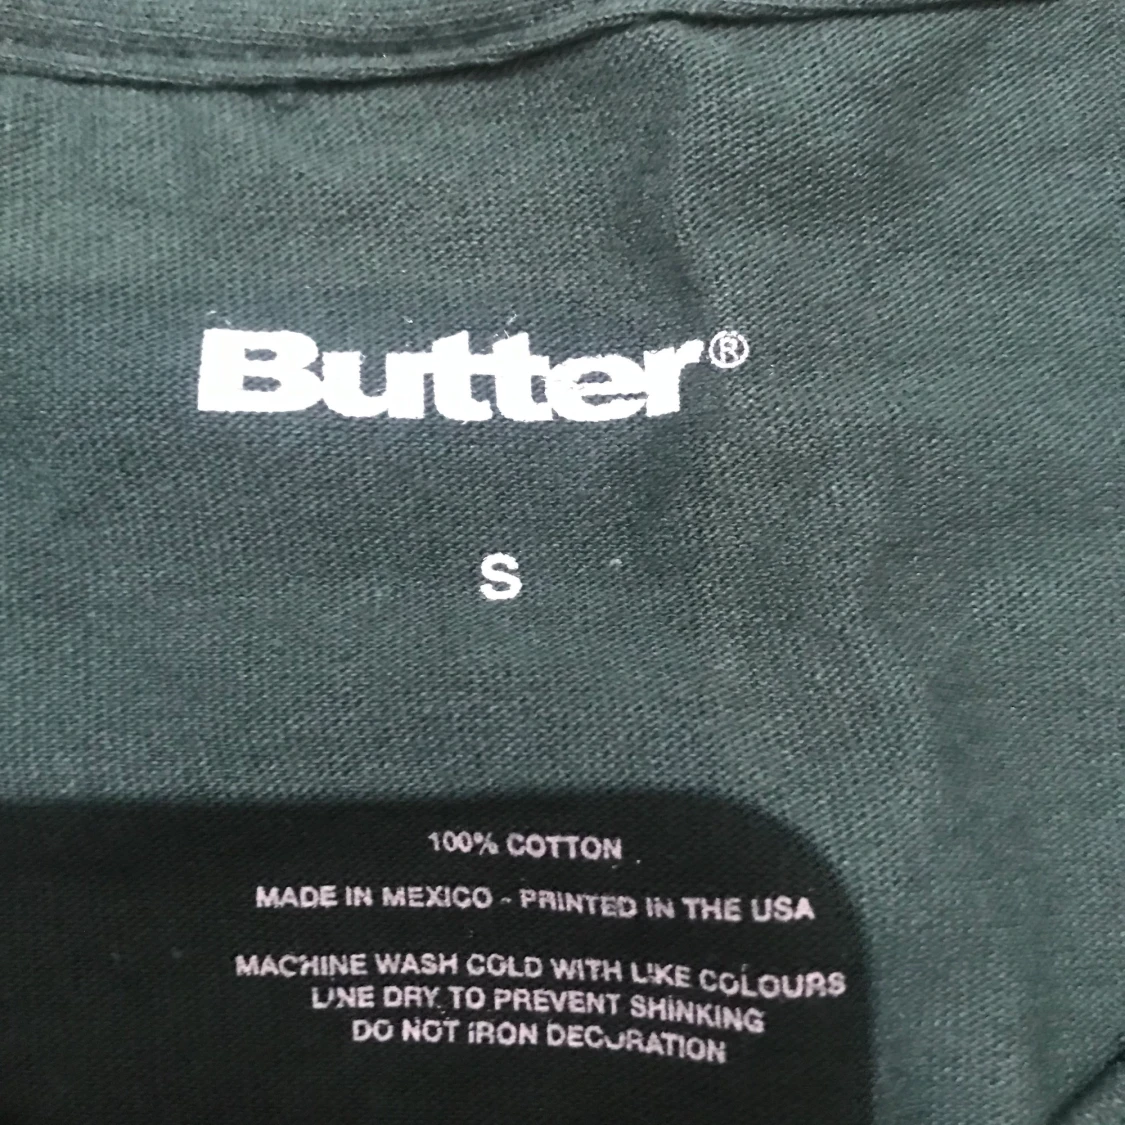 Butter®
S
100% COTTON
MADE IN MEXICO - PRINTED IN THE USA
MACHINE WASH COLD WITH LIKE COLOURS
LINE DRY TO PREVENT SHINKING
DO NOT IRON DECORATION